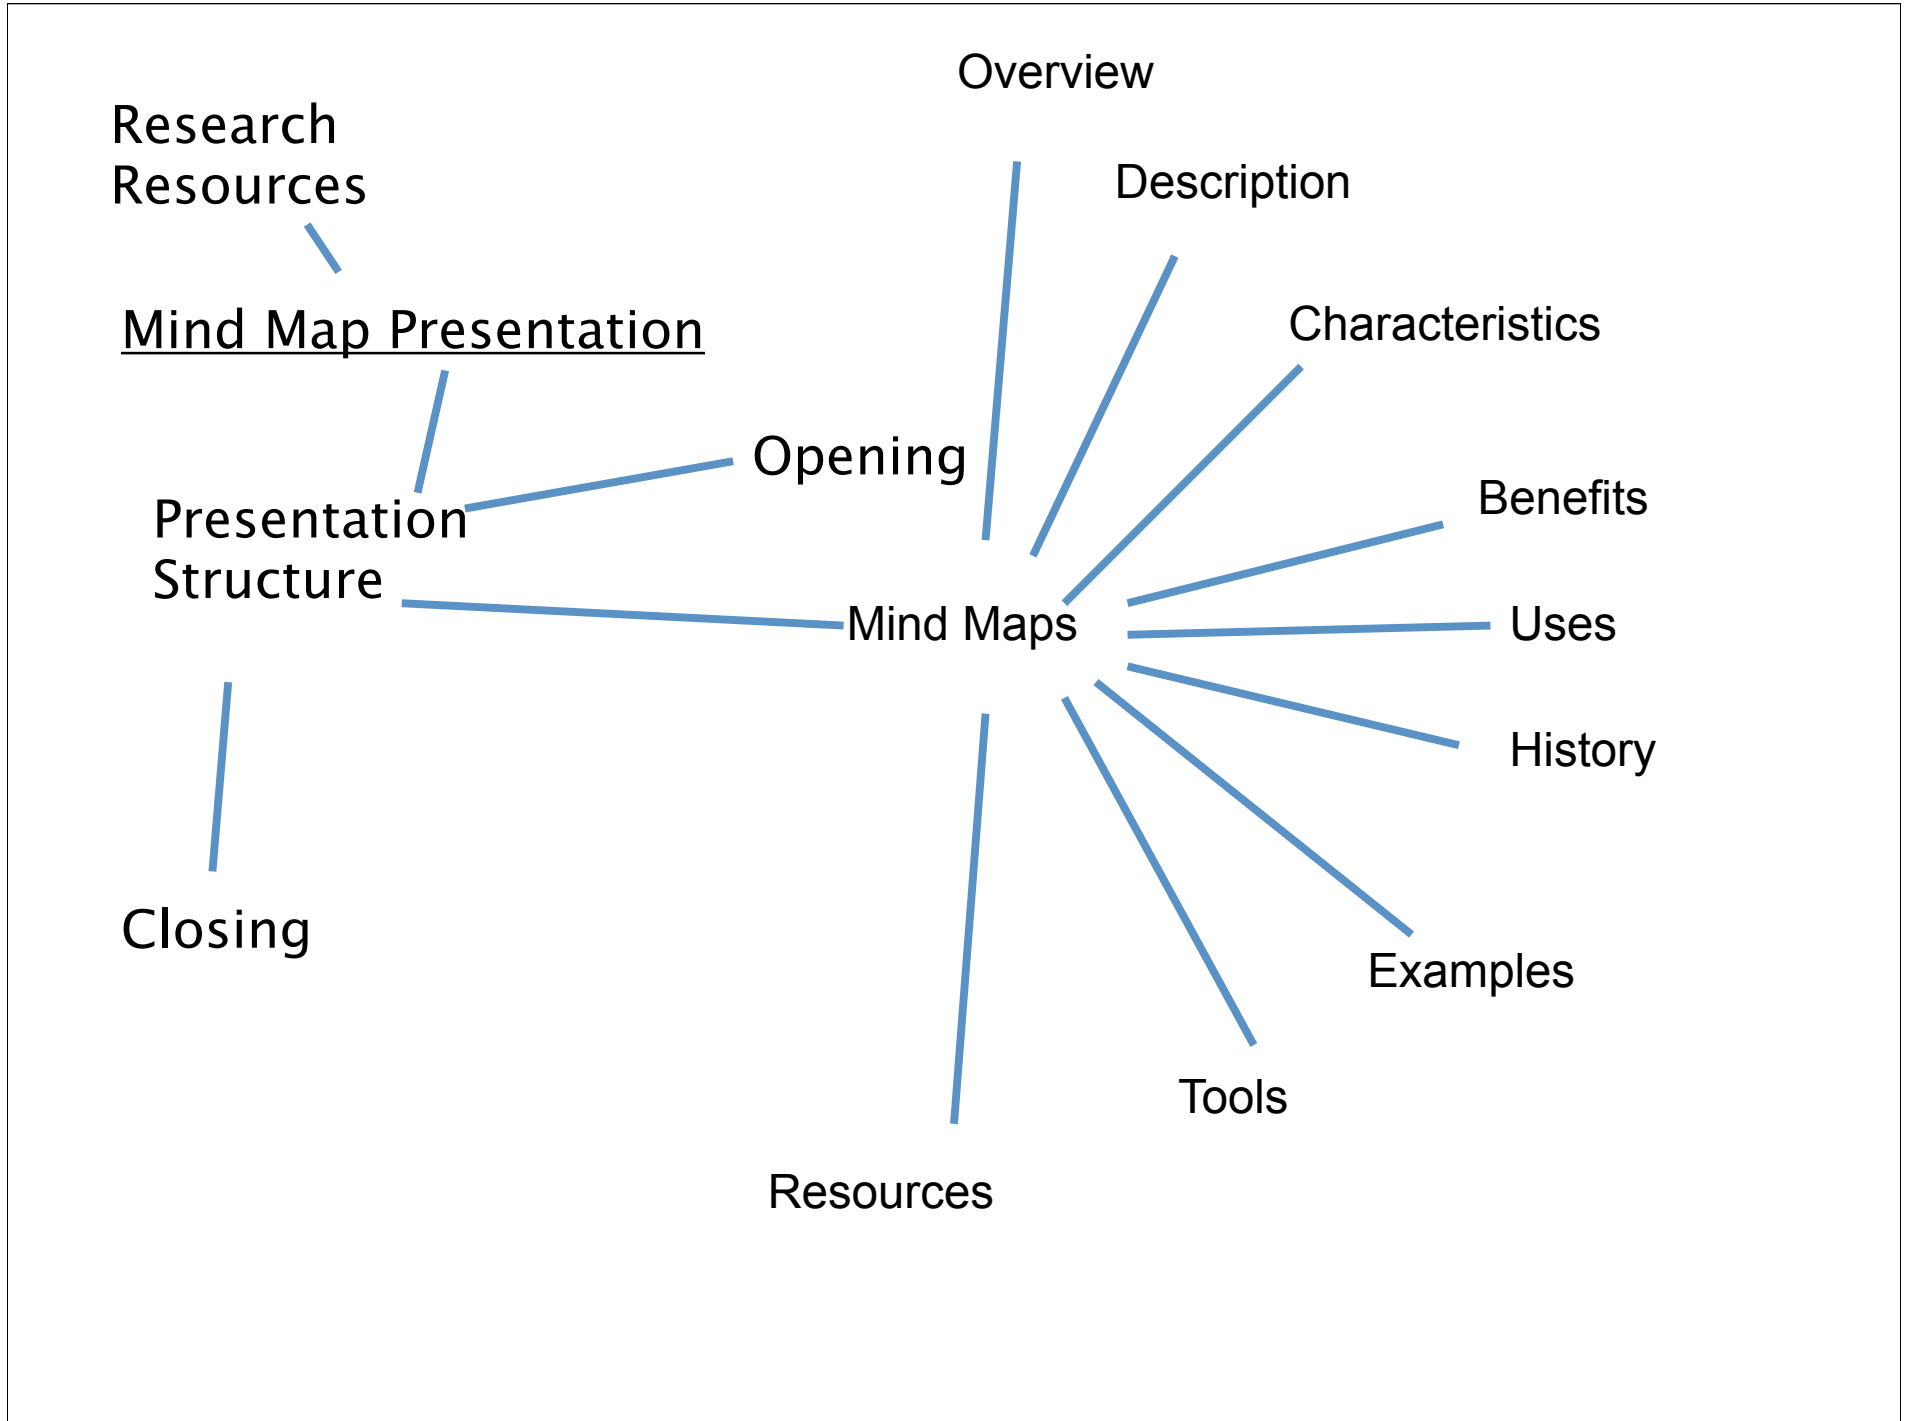 Overview
Research
Resources
Description
Mind Map Presentation
Characteristics
Opening
Benefits
Presentation
Structure
Mind Maps
Uses
History
Closing
Examples
Tools
Resources